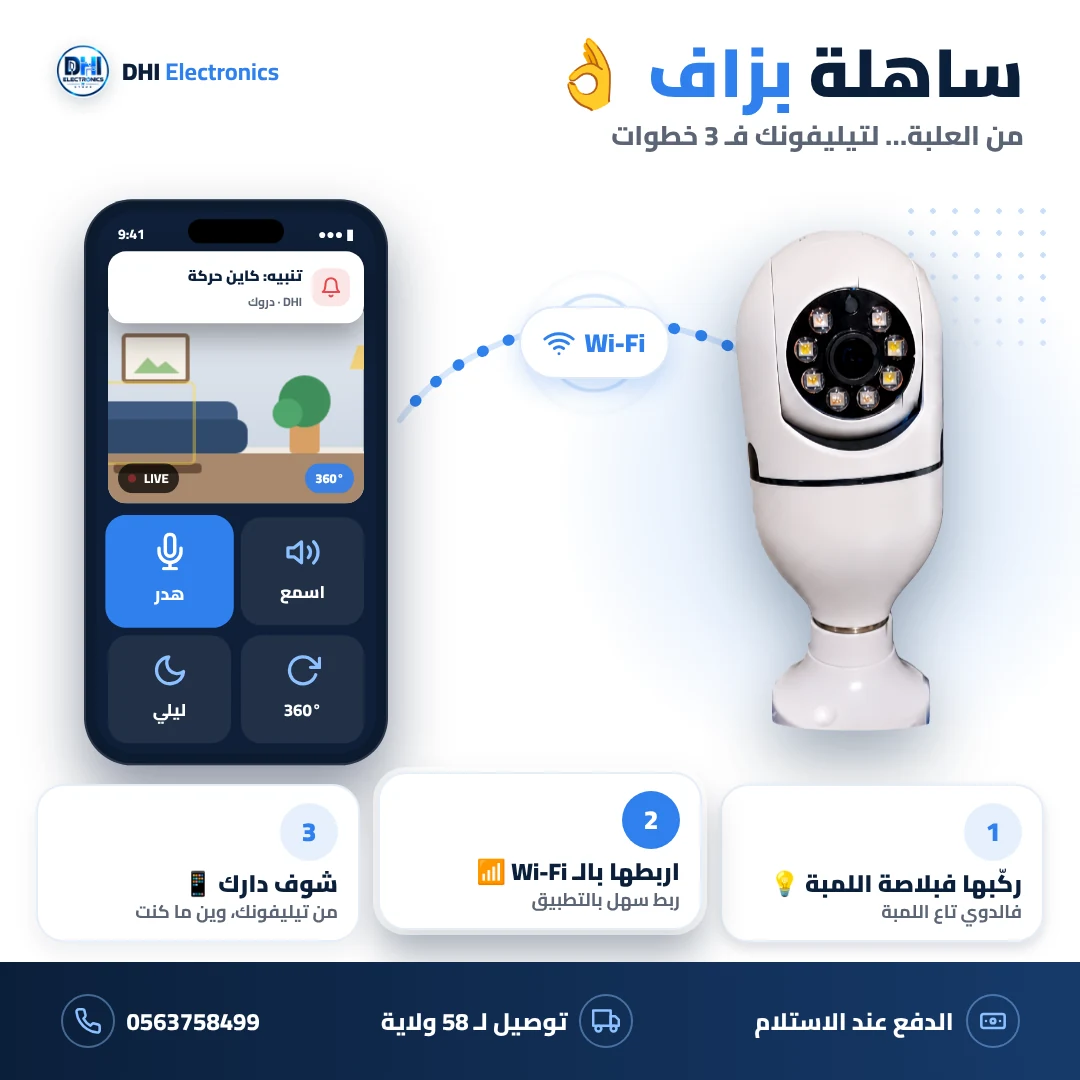 DHI ELECTRONICS STORE
DHI Electronics
ساهلة بزاف 👌
من العلبة... لتيليفونك فـ 3 خطوات
9:41
تنبيه: كاين حركة
DHI · دروك
LIVE
360°
هدر
اسمع
ليلي
360°
Wi-Fi
1
ركّبها فبلاصة اللمبة 💡
فالدوي تاع اللمبة
2
اربطها بالـ Wi-Fi 📶
ربط سهل بالتطبيق
3
شوف دارك 📱
من تيليفونك، وين ما كنت
الدفع عند الاستلام
توصيل لـ 58 ولاية
0563758499